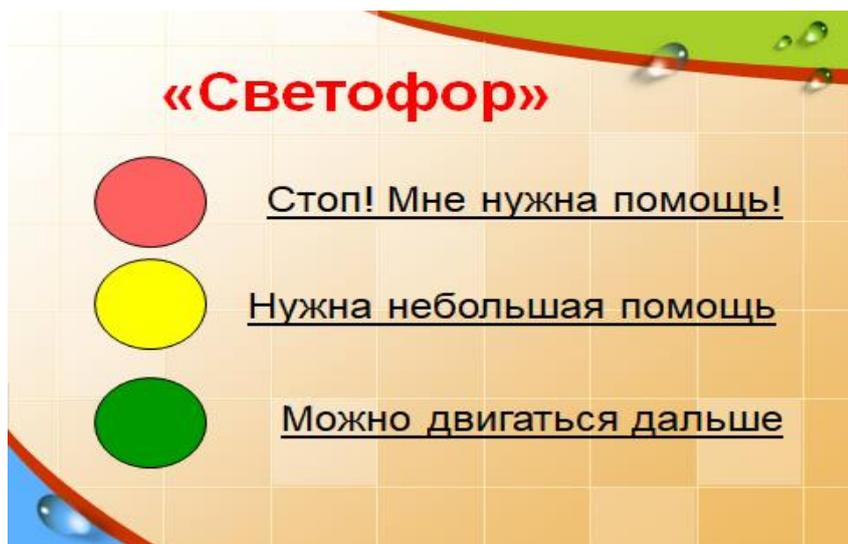 «Светофор»
Стоп! Мне нужна помощь!
Нужна небольшая помощь
Можно двигаться дальше